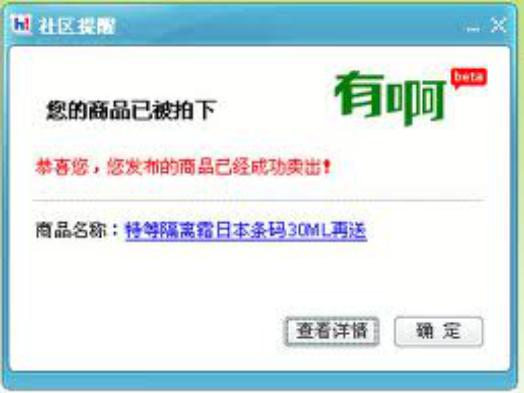 hi 社区提醒
有啊 beta
您的商品已被拍下
恭喜您，您发布的商品已经成功卖出！
商品名称：特等隔离霜日本条码30ML再送
查看详情 确定